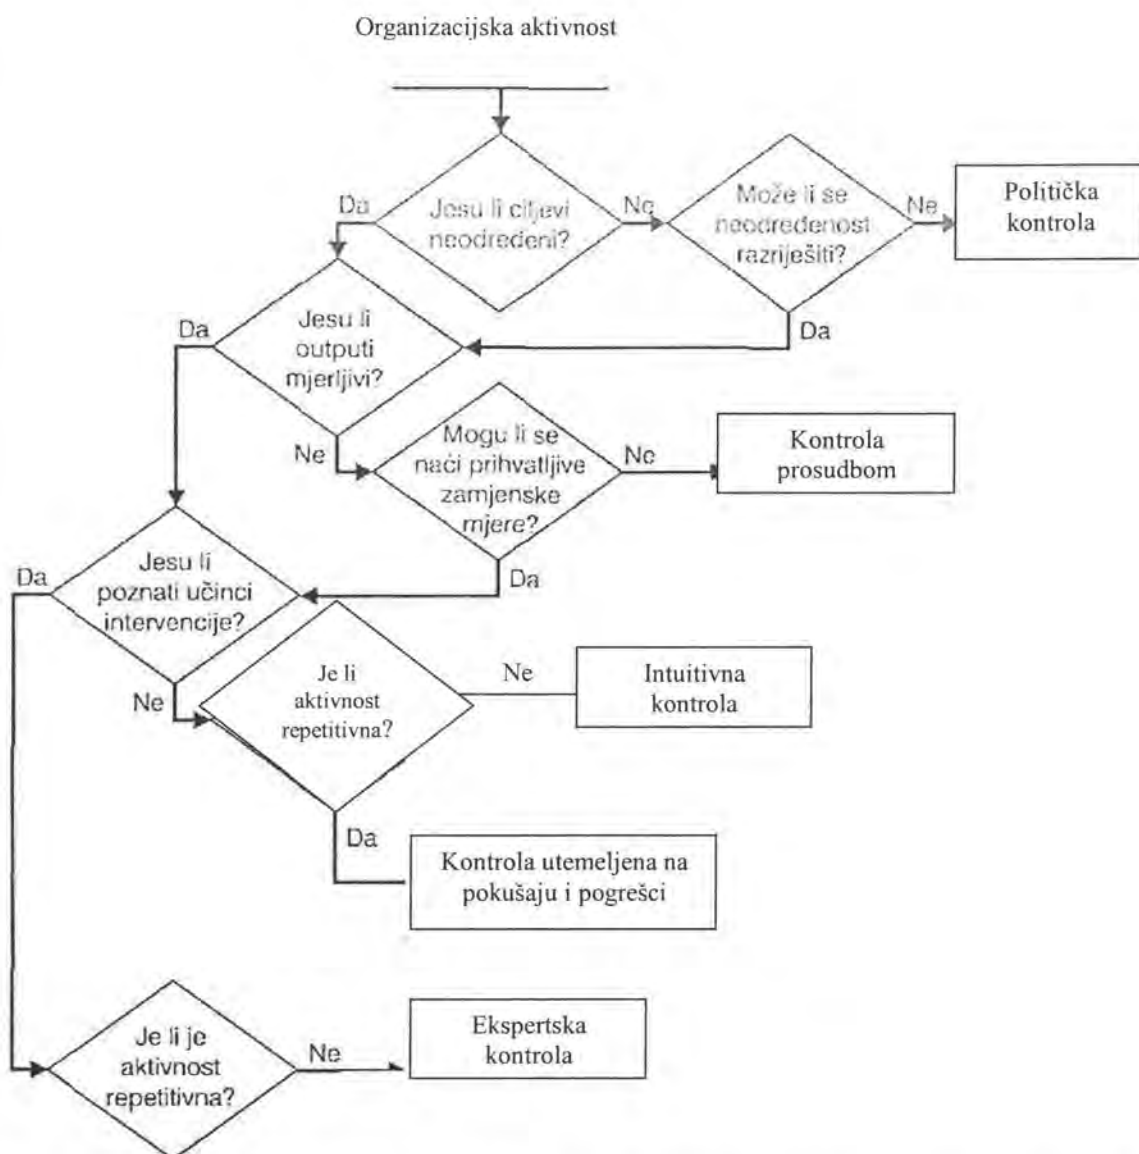 Organizacijska aktivnost
Da
Jesu li ciljevi
neodređeni?
Ne
Može li se
neodređenost
razriješiti?
Ne
Politička
kontrola
Da
Jesu li
outputi
mjerljivi?
Da
Ne
Mogu li se
naći prihvatljive
zamjenske
mjere?
Ne
Kontrola
prosudbom
Da
Jesu li
poznati učinci
intervencije?
Da
Ne
Je li
aktivnost
repetitivna?
Ne
Intuitivna
kontrola
Da
Kontrola utemeljena na
pokušaju i pogrešci
Je li je
aktivnost
repetitivna?
Ne
Ekspertska
kontrola